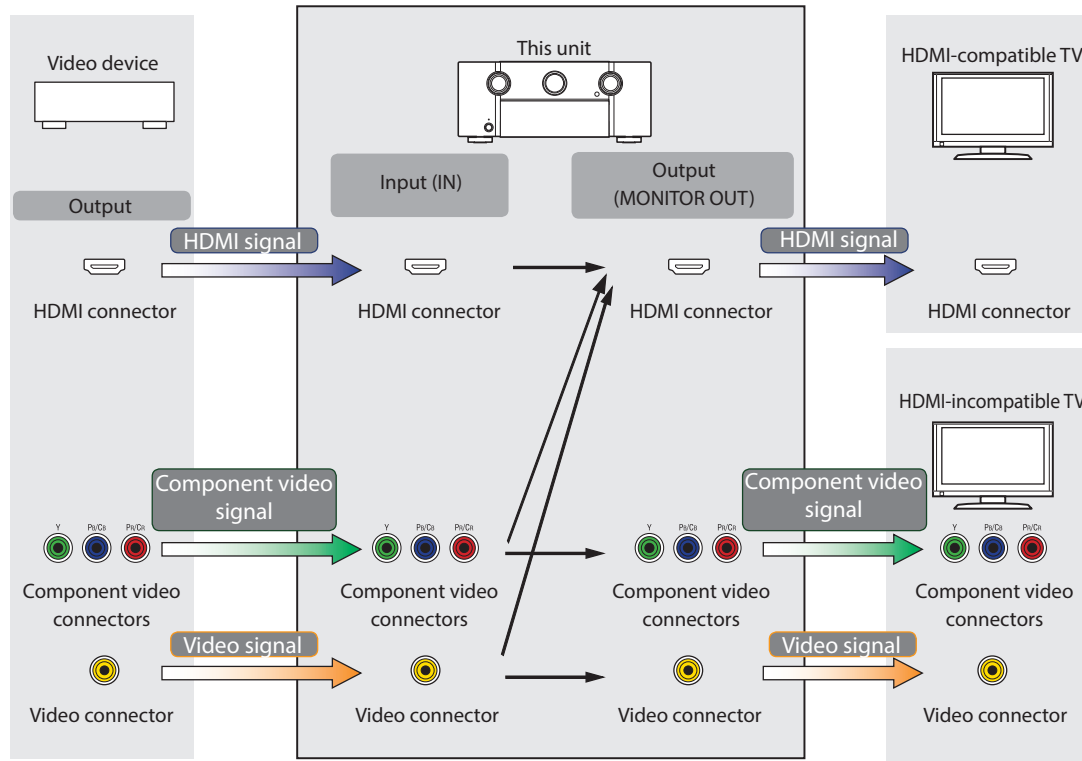 Video device
This unit
HDMI-compatible TV
Input (IN)
Output
(MONITOR OUT)
Output
HDMI signal
HDMI signal
HDMI connector
HDMI connector
HDMI connector
HDMI connector
HDMI-incompatible TV
Component video
signal
Component video
signal
Y PB/CB PR/CR
Y PB/CB PR/CR
Y PB/CB PR/CR
Y PB/CB PR/CR
Component video
connectors
Component video
connectors
Component video
connectors
Component video
connectors
Video signal
Video signal
Video connector
Video connector
Video connector
Video connector